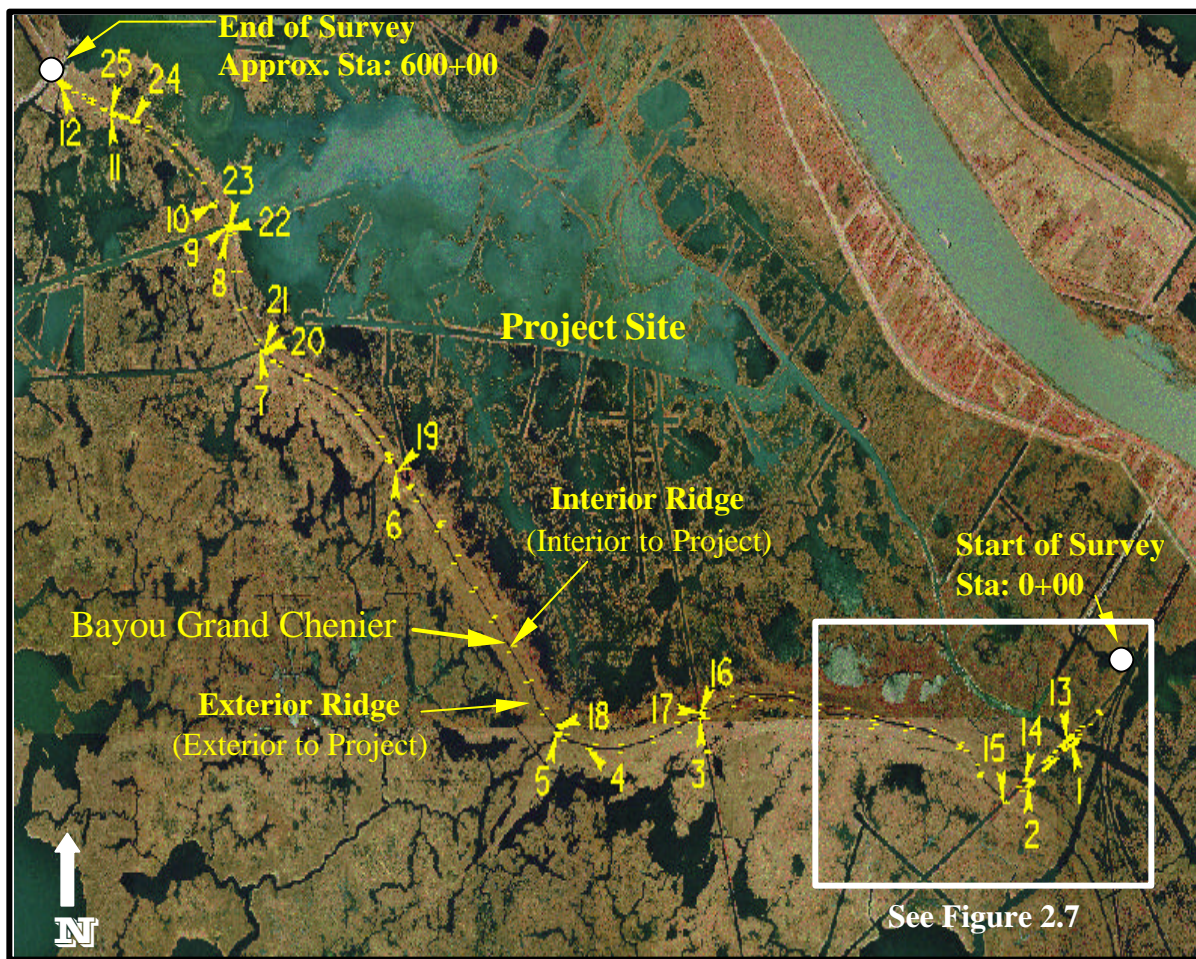 End of Survey
Approx. Sta: 600+00
25
24
12
11
23
10
22
9
8
21
20
7
Project Site
19
6
Interior Ridge
(Interior to Project)
Start of Survey
Sta: 0+00
Bayou Grand Chenier
Exterior Ridge
(Exterior to Project)
16
17
18
13
14
15
5
4
3
1
2
See Figure 2.7
N